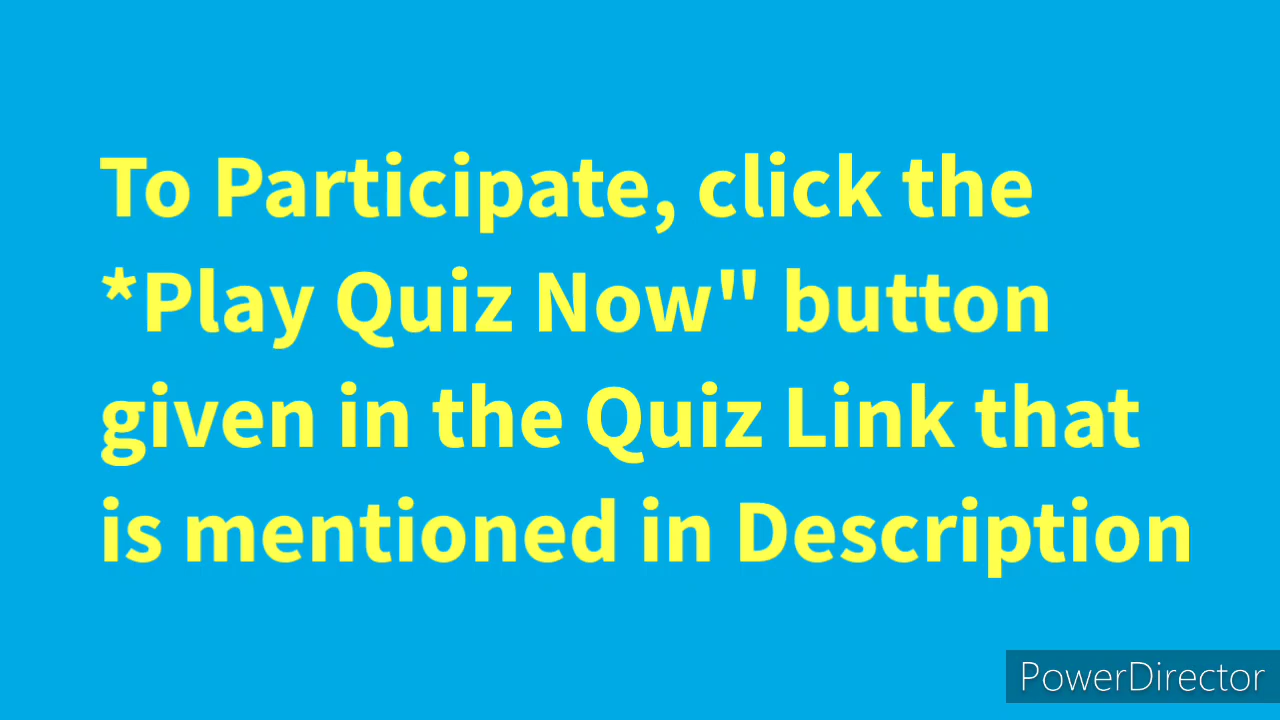 To Participate, click the
*Play Quiz Now" button
given in the Quiz Link that
is mentioned in Description
PowerDirector